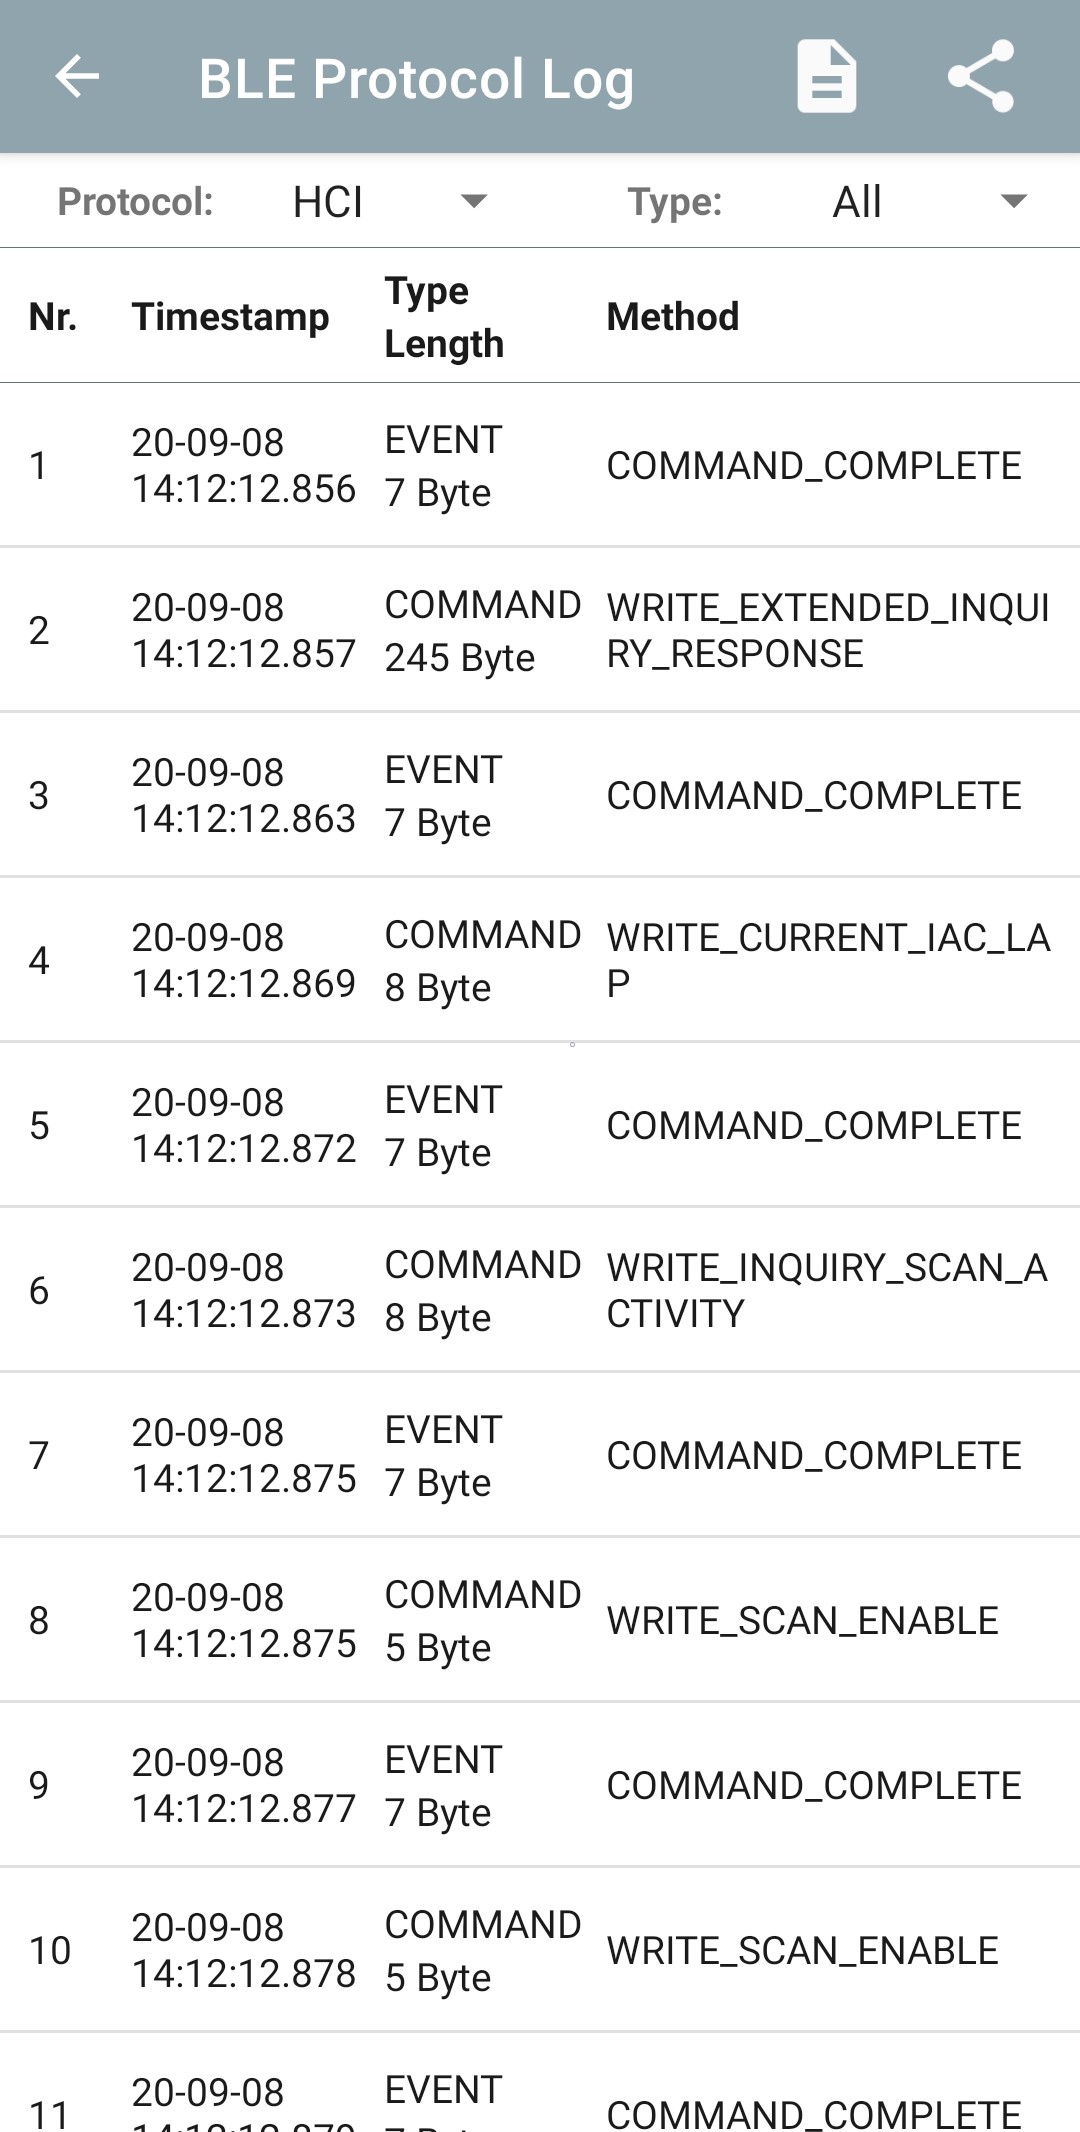 BLE Protocol Log
Protocol: HCI Type: All
Nr. Timestamp Type Length Method
1 20-09-08 14:12:12.856 EVENT 7 Byte COMMAND_COMPLETE
2 20-09-08 14:12:12.857 COMMAND 245 Byte WRITE_EXTENDED_INQUI
RY_RESPONSE
3 20-09-08 14:12:12.863 EVENT 7 Byte COMMAND_COMPLETE
4 20-09-08 14:12:12.869 COMMAND 8 Byte WRITE_CURRENT_IAC_LA
P
5 20-09-08 14:12:12.872 EVENT 7 Byte COMMAND_COMPLETE
6 20-09-08 14:12:12.873 COMMAND 8 Byte WRITE_INQUIRY_SCAN_A
CTIVITY
7 20-09-08 14:12:12.875 EVENT 7 Byte COMMAND_COMPLETE
8 20-09-08 14:12:12.875 COMMAND 5 Byte WRITE_SCAN_ENABLE
9 20-09-08 14:12:12.877 EVENT 7 Byte COMMAND_COMPLETE
10 20-09-08 14:12:12.878 COMMAND 5 Byte WRITE_SCAN_ENABLE
11 20-09-08 EVENT COMMAND_COMPLETE